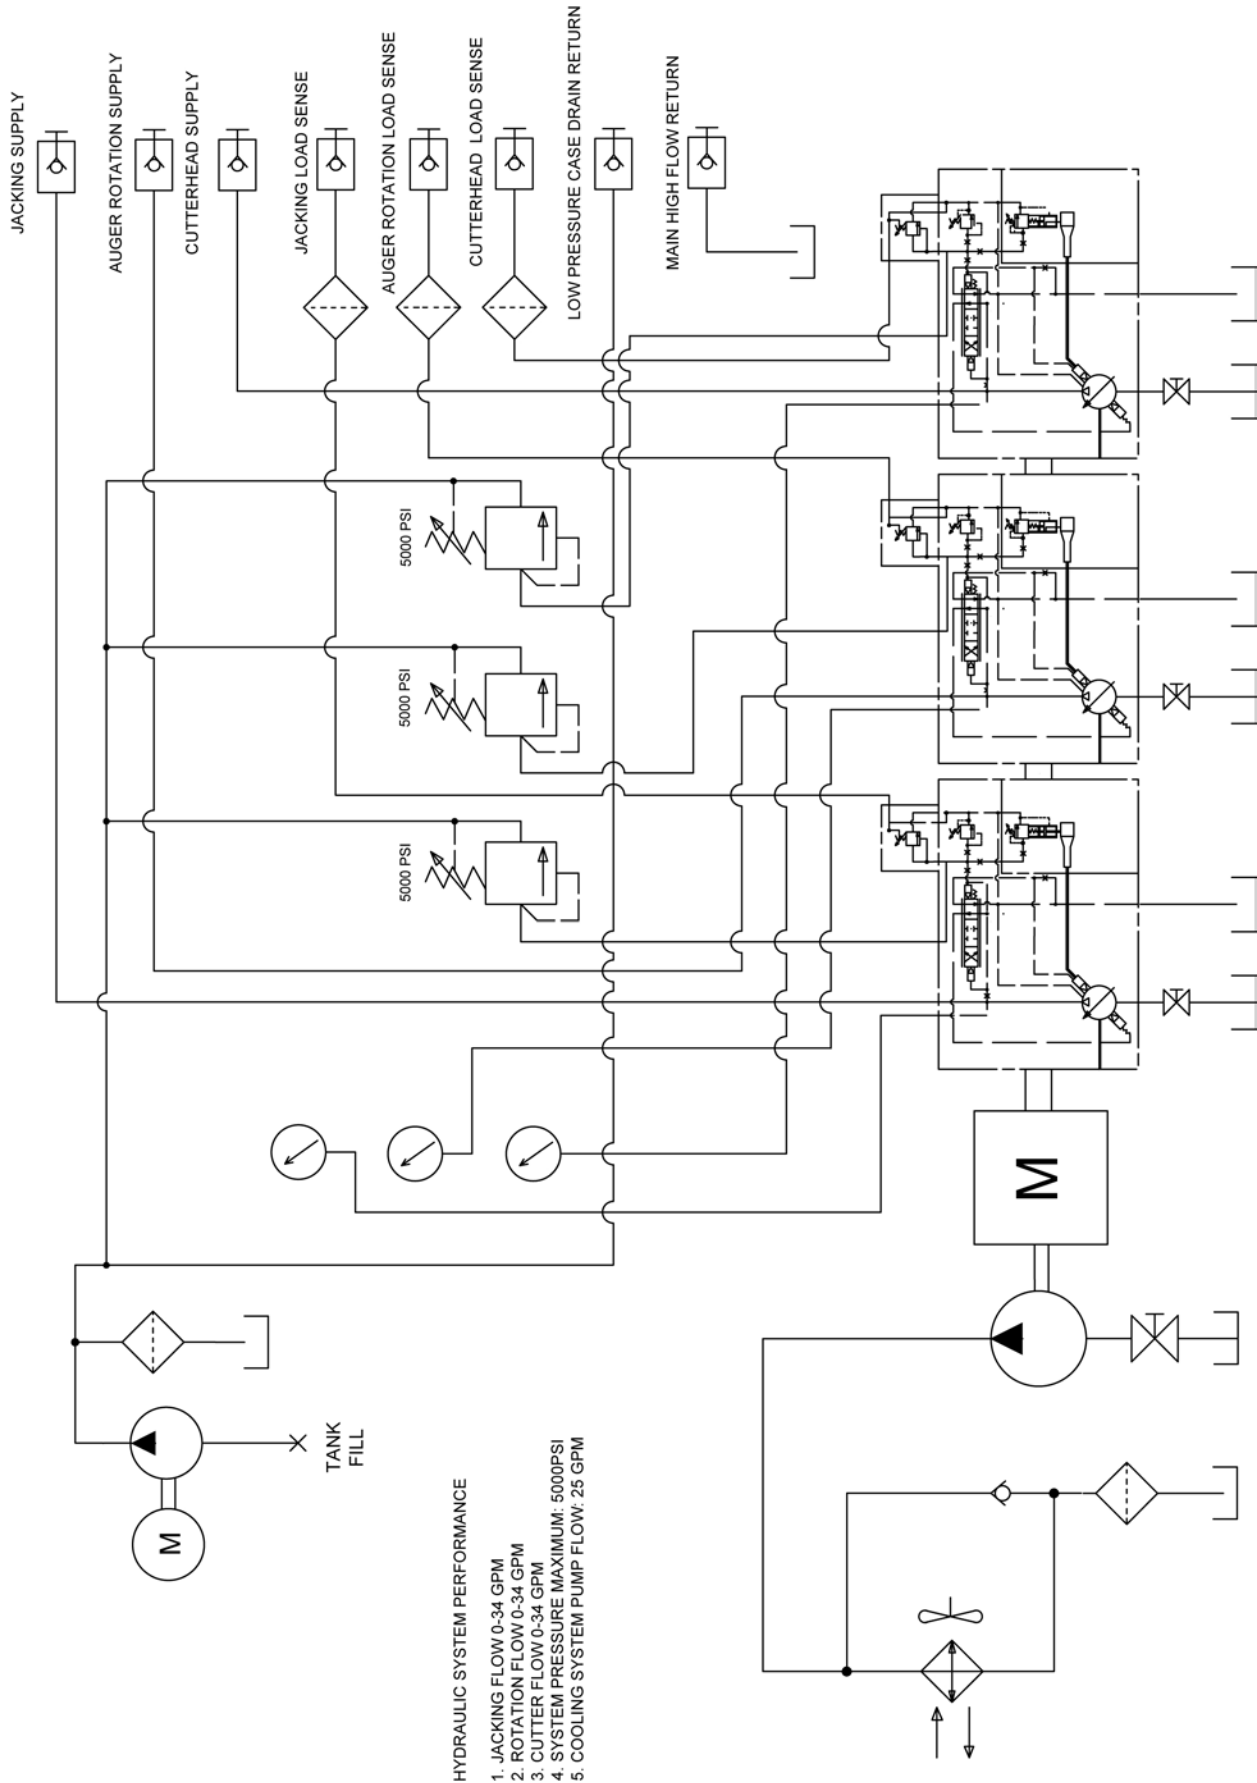 JACKING SUPPLY
AUGER ROTATION SUPPLY
CUTTERHEAD SUPPLY
JACKING LOAD SENSE
AUGER ROTATION LOAD SENSE
CUTTERHEAD LOAD SENSE
LOW PRESSURE CASE DRAIN RETURN
MAIN HIGH FLOW RETURN
5000 PSI
5000 PSI
5000 PSI
M
TANK
FILL
M
HYDRAULIC SYSTEM PERFORMANCE
1. JACKING FLOW 0-34 GPM
2. ROTATION FLOW 0-34 GPM
3. CUTTER FLOW 0-34 GPM
4. SYSTEM PRESSURE MAXIMUM: 5000PSI
5. COOLING SYSTEM PUMP FLOW: 25 GPM